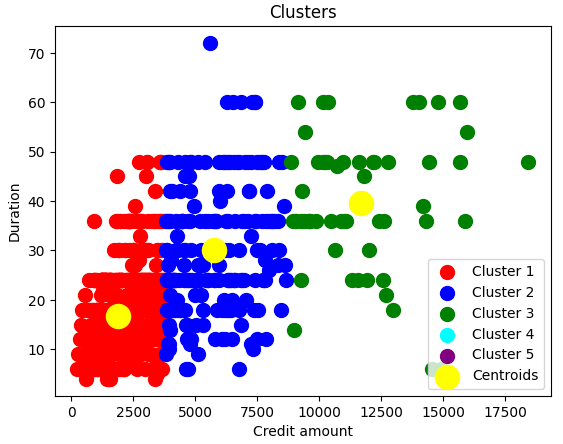 Clusters
Duration
70
60
50
40
30
20
10
0
2500
5000
7500
10000
12500
15000
17500
Credit amount
Cluster 1
Cluster 2
Cluster 3
Cluster 4
Cluster 5
Centroids